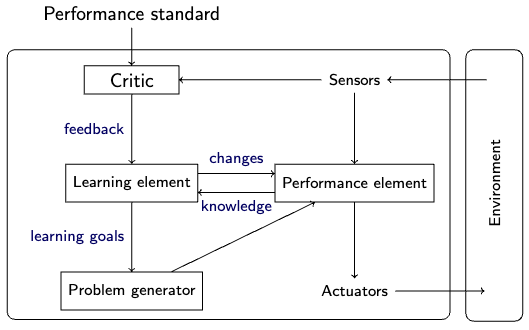 Performance standard
Critic
Sensors
feedback
changes
Learning element
Performance element
knowledge
learning goals
Problem generator
Actuators
Environment